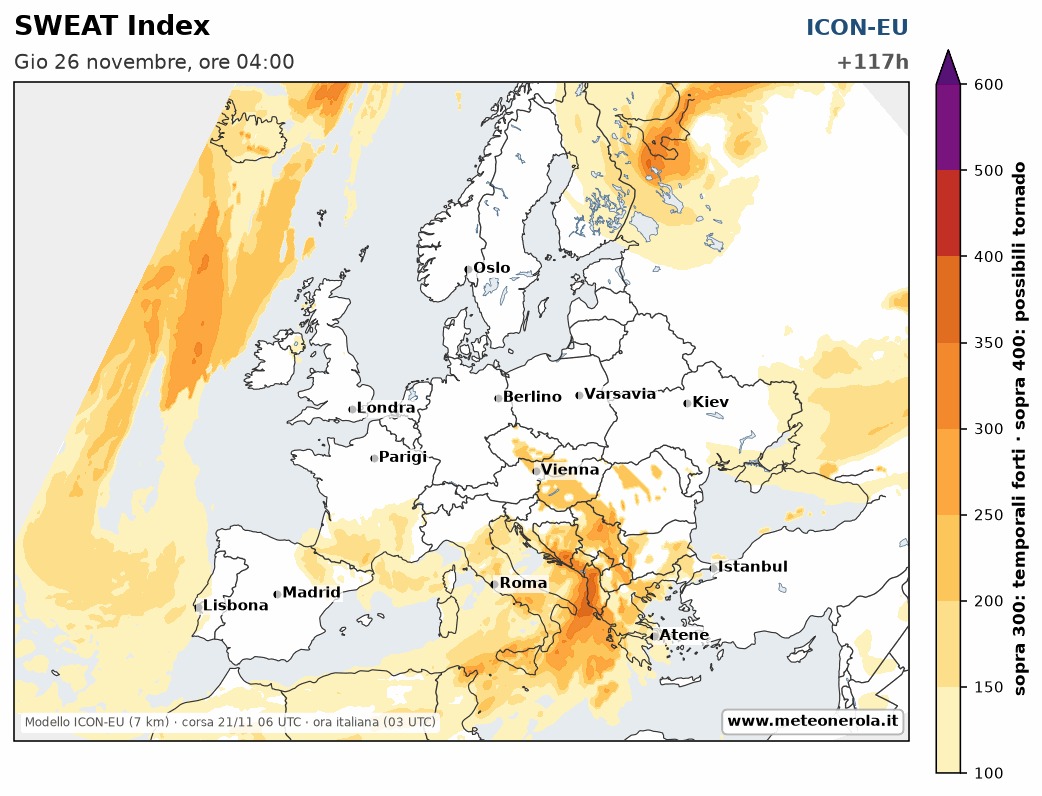 SWEAT Index
ICON-EU
Gio 26 novembre, ore 04:00
+117h
600
500
400
350
300
250
200
150
100
sopra 300: temporali forti · sopra 400: possibili tornado
Oslo
Berlino
Varsavia
Kiev
Londra
Parigi
Vienna
Istanbul
Roma
Madrid
Lisbona
Atene
Modello ICON-EU (7 km) · corsa 21/11 06 UTC · ora italiana (03 UTC)
www.meteonerola.it